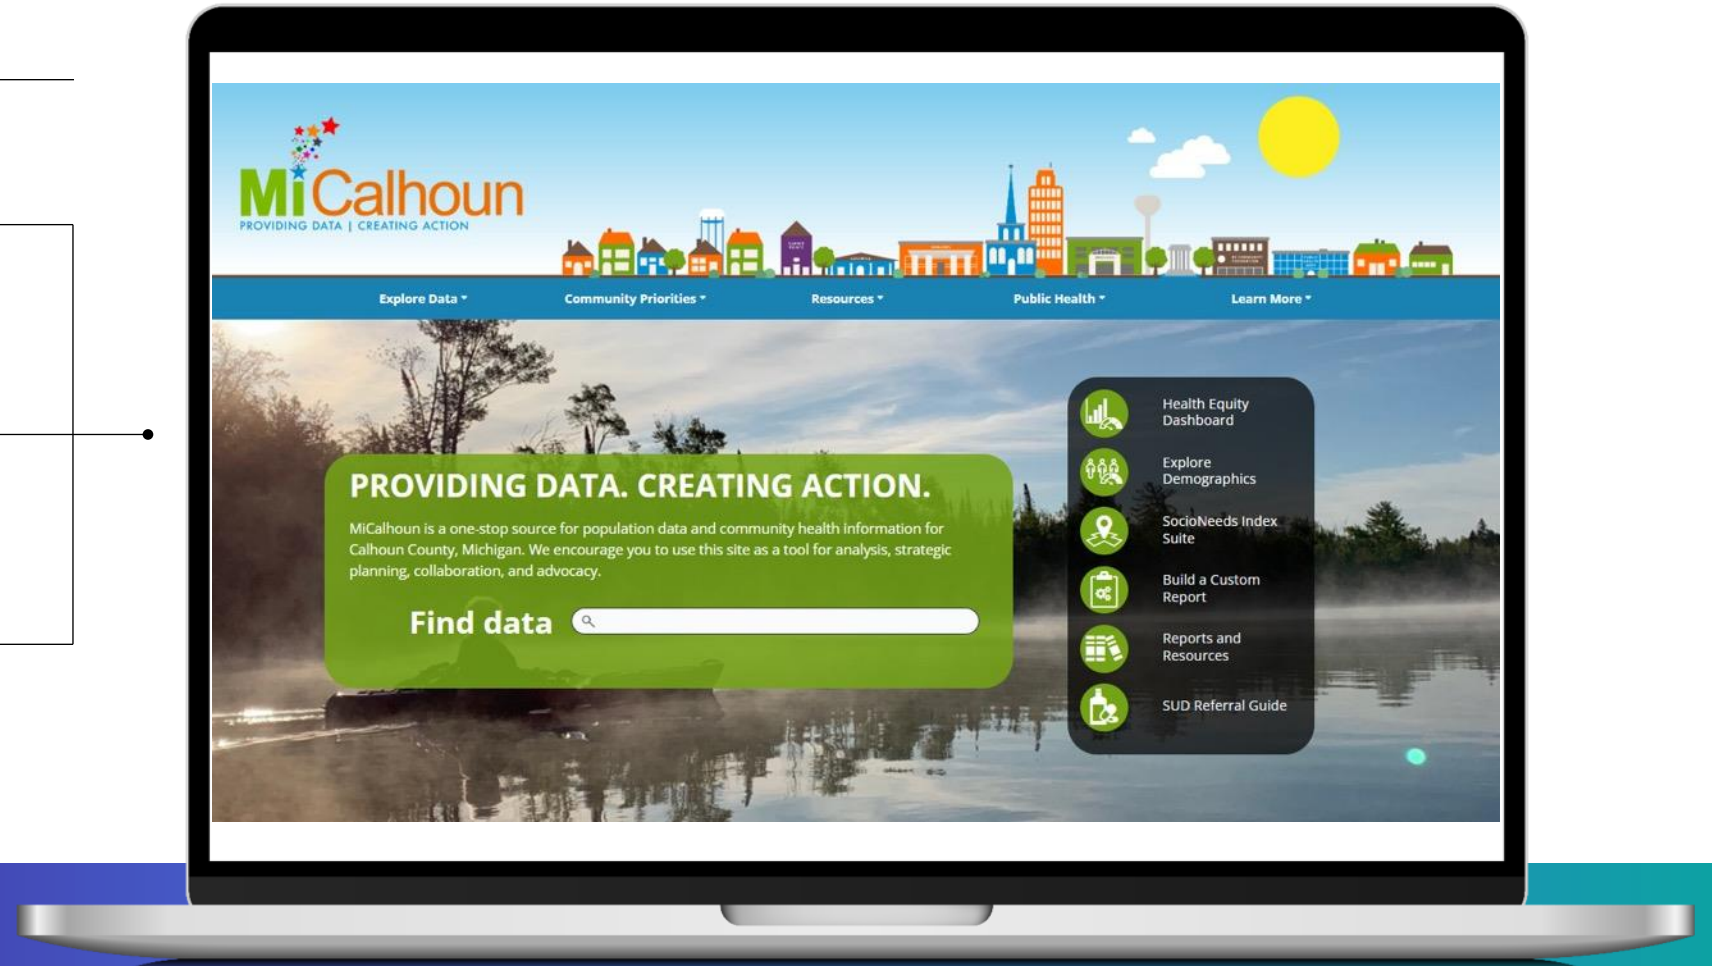 MiCalhoun
PROVIDING DATA | CREATING ACTION
Explore Data
Community Priorities
Resources
Public Health
Learn More
PROVIDING DATA. CREATING ACTION.
MiCalhoun is a one-stop source for population data and community health information for
Calhoun County, Michigan. We encourage you to use this site as a tool for analysis, strategic
planning, collaboration, and advocacy.
Find data
Health Equity
Dashboard
Explore
Demographics
SocioNeeds Index
Suite
Build a Custom
Report
Reports and
Resources
SUD Referral Guide